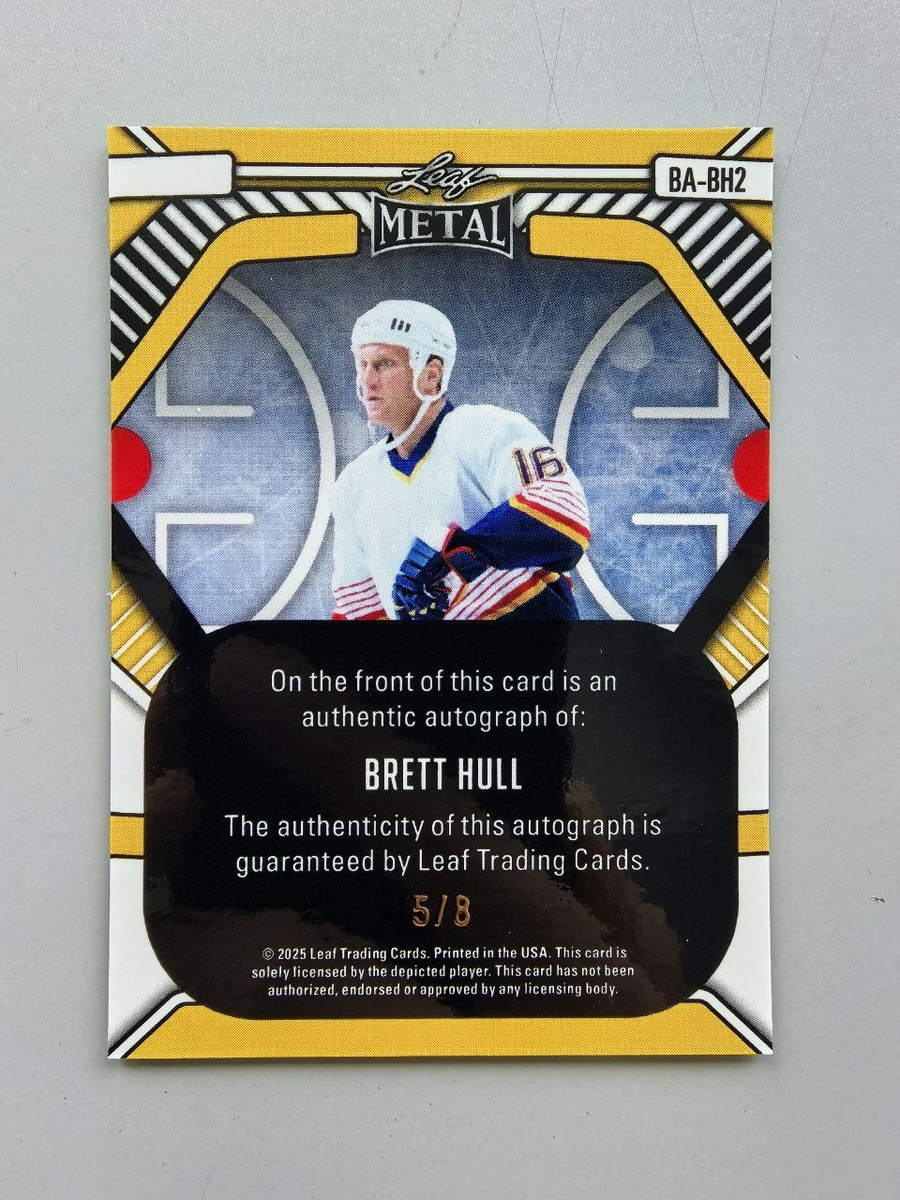 Leaf
METAL
BA-BH2
16
On the front of this card is an
authentic autograph of:
BRETT HULL
The authenticity of this autograph is
guaranteed by Leaf Trading Cards.
5/8
© 2025 Leaf Trading Cards. Printed in the USA. This card is
solely licensed by the depicted player. This card has not been
authorized, endorsed or approved by any licensing body.